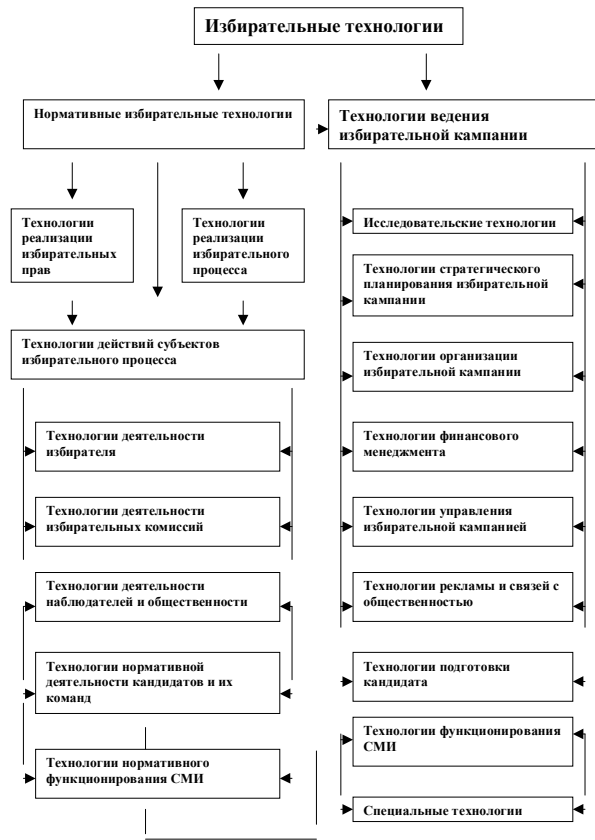 Избирательные технологии
Нормативные избирательные технологии
Технологии ведения
избирательной кампании
Технологии
реализации
избирательных
прав
Технологии
реализации
избирательного
процесса
Технологии действий субъектов
избирательного процесса
Технологии деятельности
избирателя
Технологии деятельности
избирательных комиссий
Технологии деятельности
наблюдателей и общественности
Технологии нормативной
деятельности кандидатов и их
команд
Технологии нормативного
функционирования СМИ
Исследовательские технологии
Технологии стратегического
планирования избирательной
кампании
Технологии организации
избирательной кампании
Технологии финансового
менеджмента
Технологии управления
избирательной кампанией
Технологии рекламы и связей с
общественностью
Технологии подготовки
кандидата
Технологии функционирования
СМИ
Специальные технологии